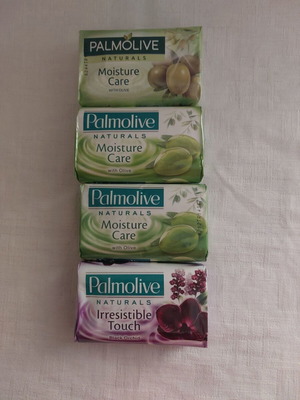 PALMOLIVE
NATURALS
Moisture
Care
Palmolive
NATURALS
Moisture
Care
with Olive
Palmolive
NATURALS
Moisture
Care
with Olive
Palmolive
NATURALS
Irresistible
Touch